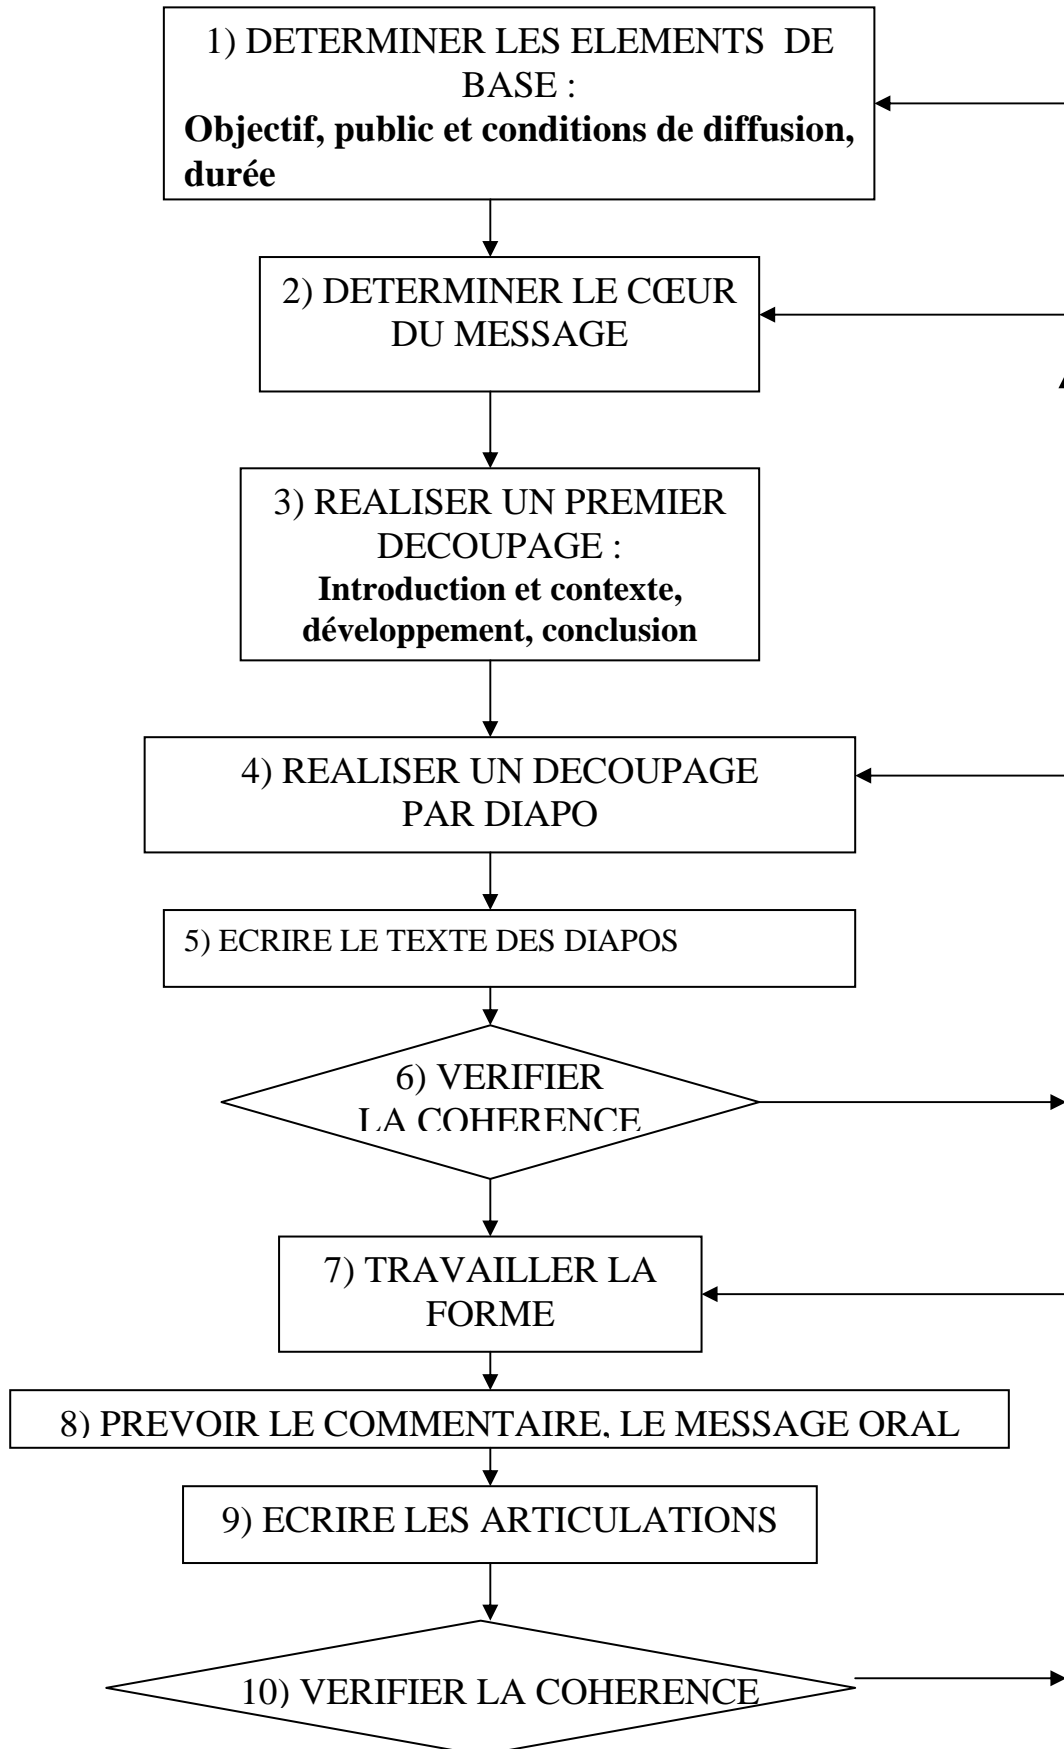 1) DETERMINER LES ELEMENTS  DE
BASE :
Objectif, public et conditions de diffusion,
durée
2) DETERMINER LE CŒUR
DU MESSAGE
3) REALISER UN PREMIER
DECOUPAGE :
Introduction et contexte,
développement, conclusion
4) REALISER UN DECOUPAGE
PAR DIAPO
5) ECRIRE LE TEXTE DES DIAPOS
6) VERIFIER
LA COHERENCE
7) TRAVAILLER LA
FORME
8) PREVOIR LE COMMENTAIRE, LE MESSAGE ORAL
9) ECRIRE LES ARTICULATIONS
10) VERIFIER LA COHERENCE